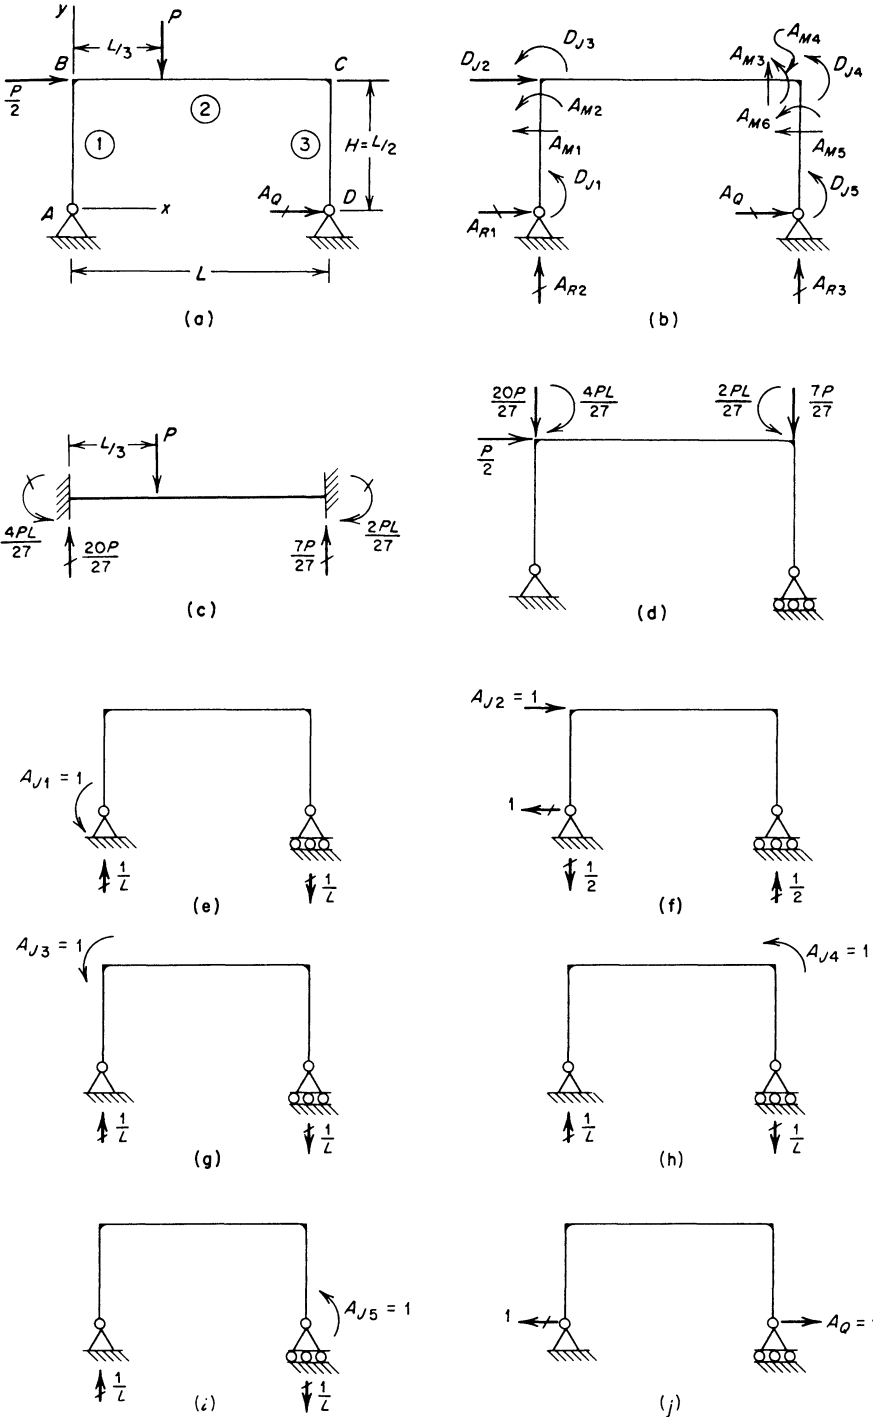 y
P
L/3
B
C
P/2
2
1
3
H = L/2
A
x
A_Q
D
L
(a)
D_J3
A_M4
D_J2
A_M3
D_J4
A_M2
A_M6
A_M1
A_M5
D_J1
D_J5
A_R1
A_Q
A_R2
A_R3
(b)
L/3
P
4PL/27
20P/27
7P/27
2PL/27
(c)
20P/27
4PL/27
2PL/27
7P/27
P/2
(d)
A_J1 = 1
1/L
1/L
(e)
A_J2 = 1
1
1/2
1/2
(f)
A_J3 = 1
1/L
1/L
(g)
A_J4 = 1
1/L
1/L
(h)
A_J5 = 1
1/L
1/L
(i)
1
A_Q =
(j)